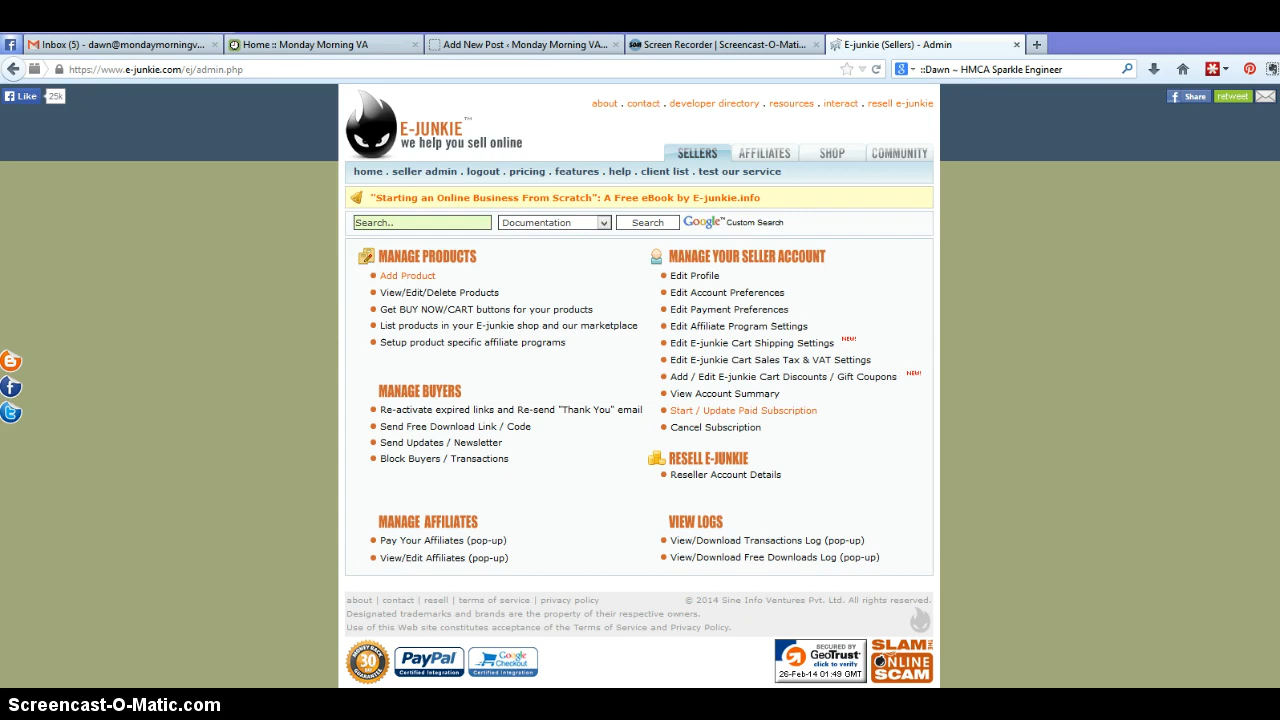 Inbox (5) - dawn@mondaymorningv...
Home :: Monday Morning VA
Add New Post ‹ Monday Morning VA...
Screen Recorder | Screencast-O-Mati...
E-junkie (Sellers) - Admin
https://www.e-junkie.com/ej/admin.php
::Dawn ~ HMCA Sparkle Engineer
Like 25k
Share retweet
about . contact . developer directory . resources . interact . resell e-junkie
E-JUNKIE™
we help you sell online
SELLERS AFFILIATES SHOP COMMUNITY
home . seller admin . logout . pricing . features . help . client list . test our service
"Starting an Online Business From Scratch": A Free eBook by E-junkie.info
Search.. Documentation Search Google™ Custom Search
MANAGE PRODUCTS
Add Product
View/Edit/Delete Products
Get BUY NOW/CART buttons for your products
List products in your E-junkie shop and our marketplace
Setup product specific affiliate programs
MANAGE BUYERS
Re-activate expired links and Re-send "Thank You" email
Send Free Download Link / Code
Send Updates / Newsletter
Block Buyers / Transactions
MANAGE AFFILIATES
Pay Your Affiliates (pop-up)
View/Edit Affiliates (pop-up)
MANAGE YOUR SELLER ACCOUNT
Edit Profile
Edit Account Preferences
Edit Payment Preferences
Edit Affiliate Program Settings
Edit E-junkie Cart Shipping Settings NEW!
Edit E-junkie Cart Sales Tax & VAT Settings
Add / Edit E-junkie Cart Discounts / Gift Coupons NEW!
View Account Summary
Start / Update Paid Subscription
Cancel Subscription
RESELL E-JUNKIE
Reseller Account Details
VIEW LOGS
View/Download Transactions Log (pop-up)
View/Download Free Downloads Log (pop-up)
about | contact | resell | terms of service | privacy policy
© 2014 Sine Info Ventures Pvt. Ltd. All rights reserved.
Designated trademarks and brands are the property of their respective owners.
Use of this Web site constitutes acceptance of the Terms of Service and Privacy Policy.
30
PayPal
Certified Integration
Google
Checkout
Certified Integration
SECURED BY
GeoTrust
click to verify
26-Feb-14 01:49 GMT
SLAM THE
ONLINE
SCAM
Screencast-O-Matic.com